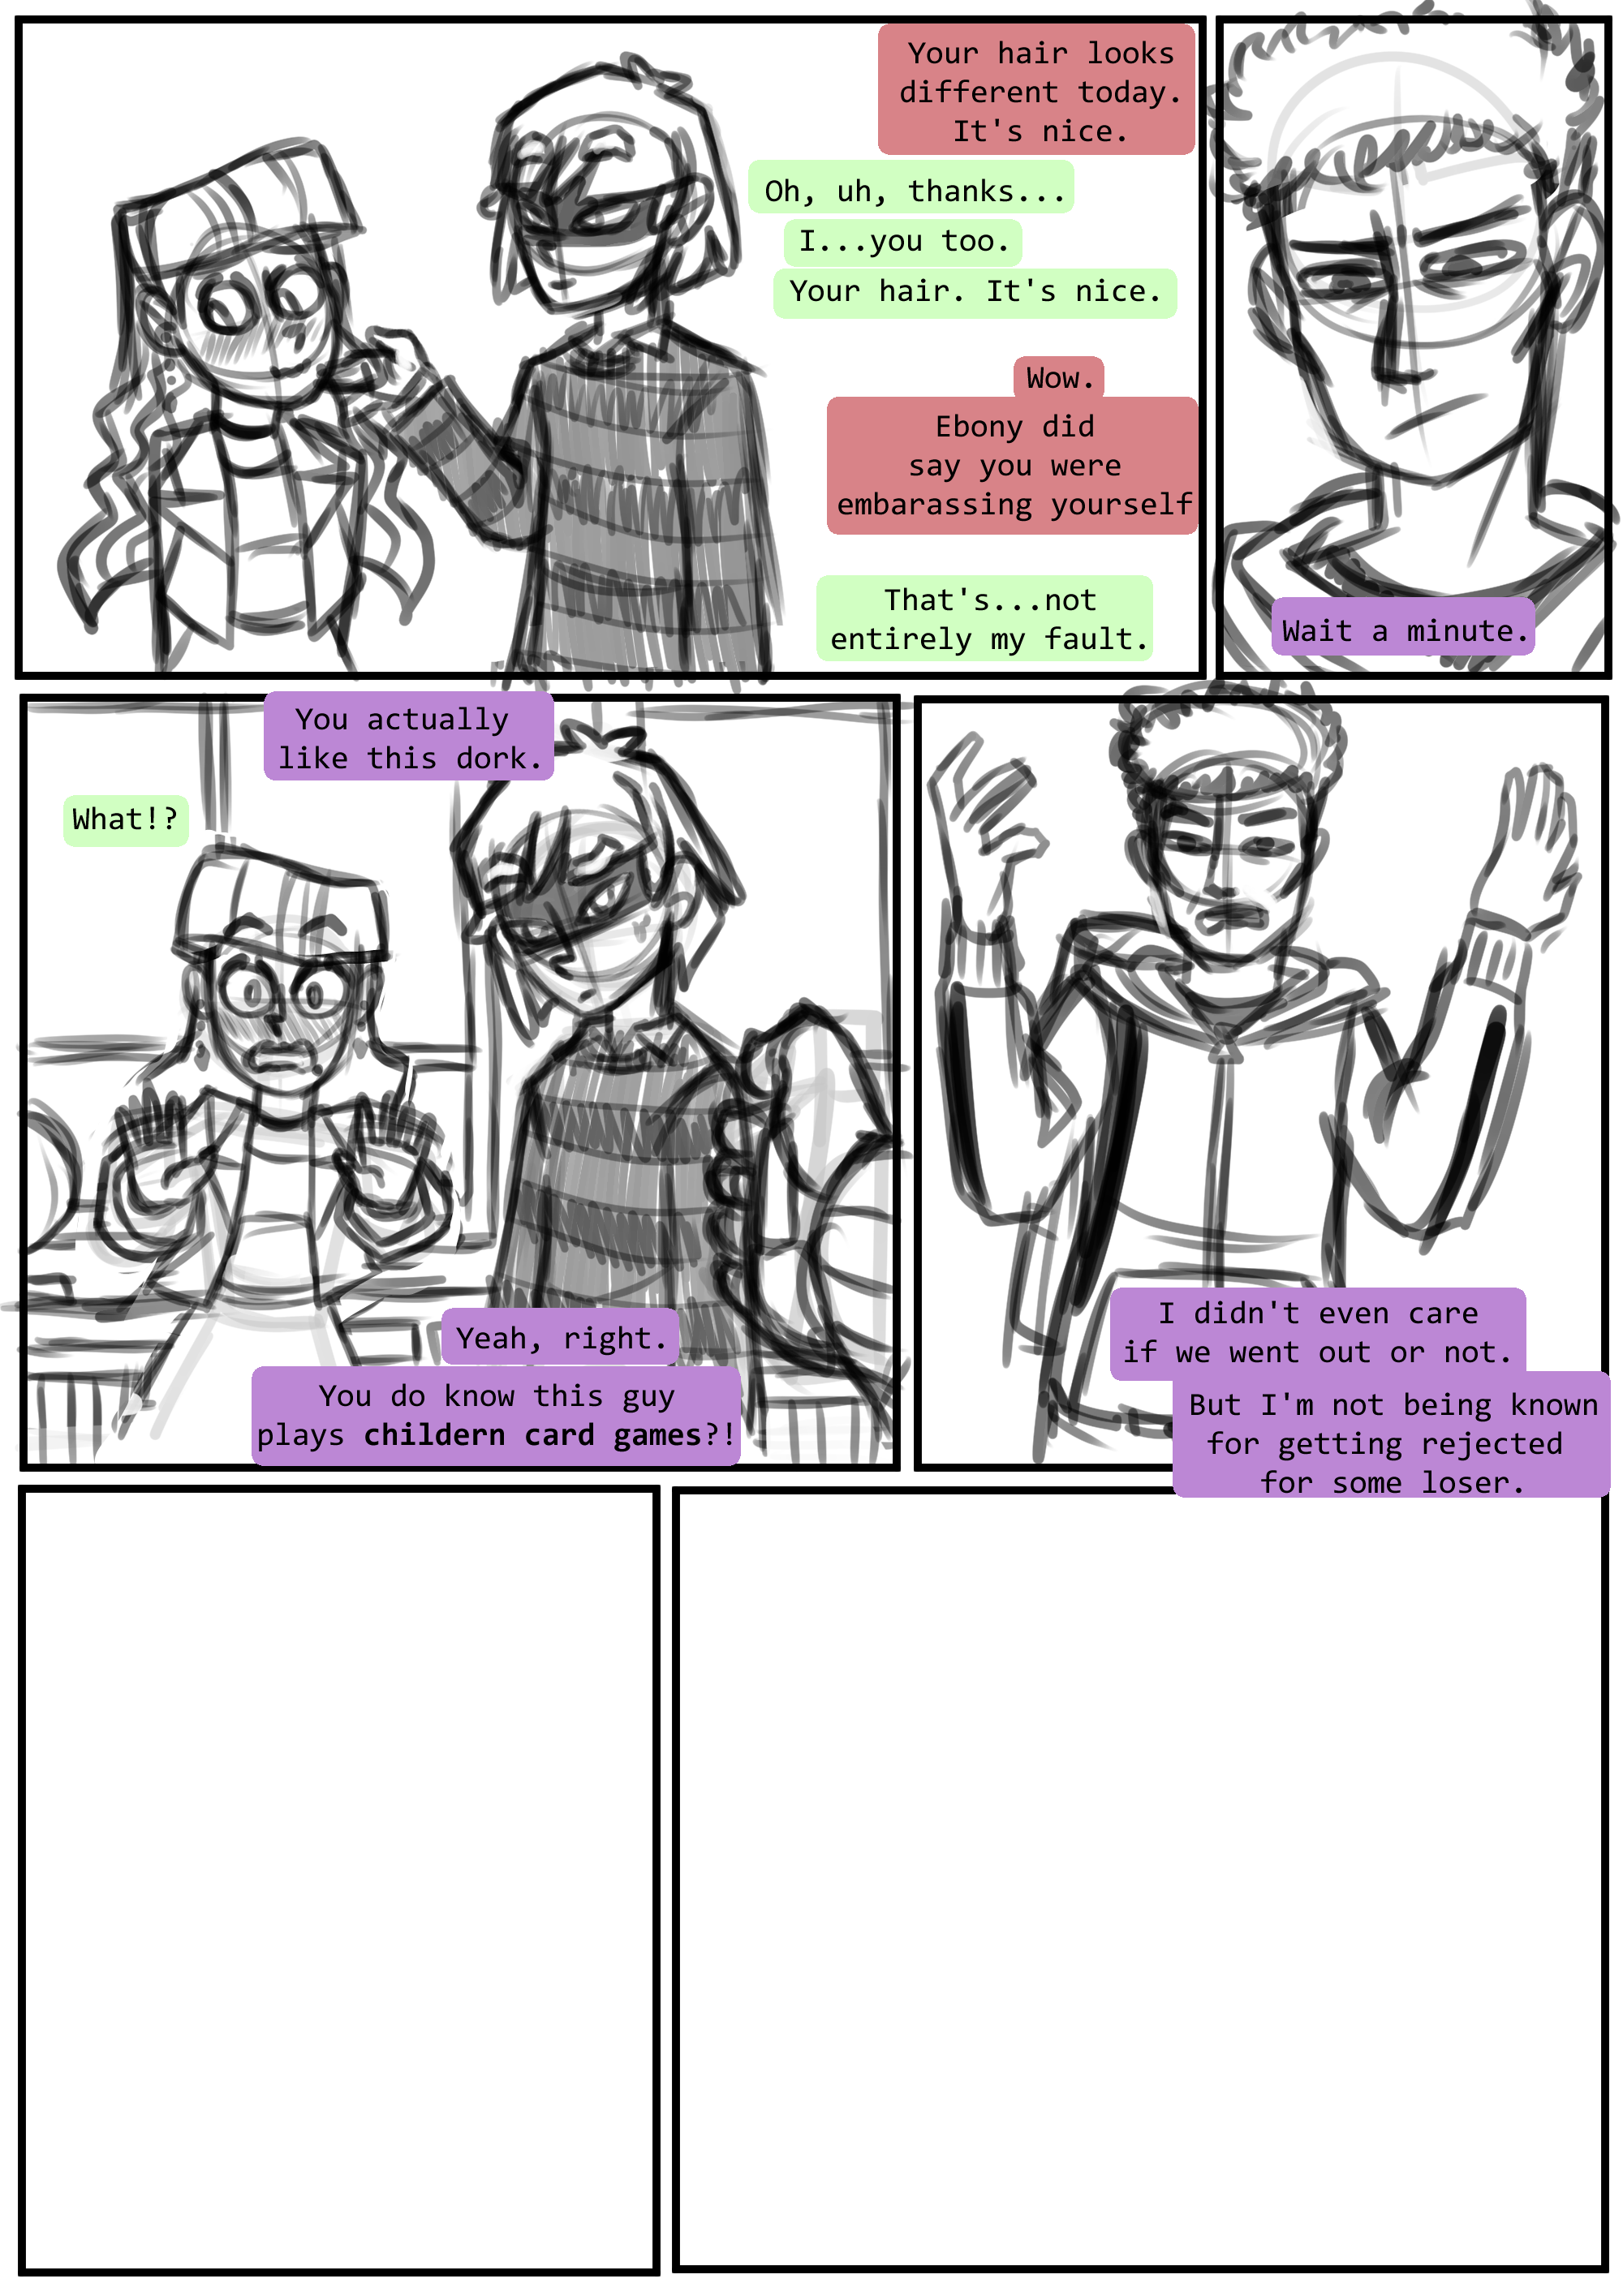 Your hair looks
different today.
It's nice.
Oh, uh, thanks...
I...you too.
Your hair. It's nice.
Wow.
Ebony did
say you were
embarassing yourself
That's...not
entirely my fault.
Wait a minute.
You actually
like this dork.
What!?
Yeah, right.
You do know this guy
plays childern card games?!
I didn't even care
if we went out or not.
But I'm not being known
for getting rejected
for some loser.